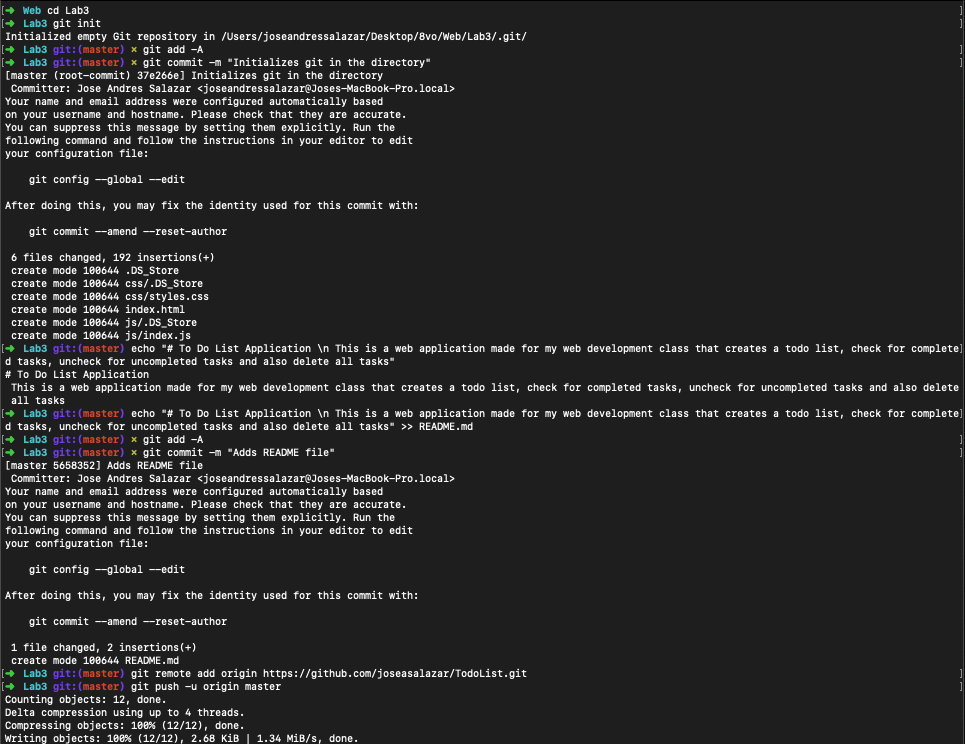 [➜  Web cd Lab3 ]
[➜  Lab3 git init ]
Initialized empty Git repository in /Users/joseandressalazar/Desktop/8vo/Web/Lab3/.git/
[➜  Lab3 git:(master) ✗ git add -A ]
[➜  Lab3 git:(master) ✗ git commit -m "Initializes git in the directory" ]
[master (root-commit) 37e266e] Initializes git in the directory
 Committer: Jose Andres Salazar <joseandressalazar@Joses-MacBook-Pro.local>
Your name and email address were configured automatically based
on your username and hostname. Please check that they are accurate.
You can suppress this message by setting them explicitly. Run the
following command and follow the instructions in your editor to edit
your configuration file:
    git config --global --edit
After doing this, you may fix the identity used for this commit with:
    git commit --amend --reset-author
 6 files changed, 192 insertions(+)
 create mode 100644 .DS_Store
 create mode 100644 css/.DS_Store
 create mode 100644 css/styles.css
 create mode 100644 index.html
 create mode 100644 js/.DS_Store
 create mode 100644 js/index.js
[➜  Lab3 git:(master) echo "# To Do List Application \n This is a web application made for my web development class that creates a todo list, check for complete]
d tasks, uncheck for uncompleted tasks and also delete all tasks"
# To Do List Application
 This is a web application made for my web development class that creates a todo list, check for completed tasks, uncheck for uncompleted tasks and also delete
 all tasks
[➜  Lab3 git:(master) echo "# To Do List Application \n This is a web application made for my web development class that creates a todo list, check for complete]
d tasks, uncheck for uncompleted tasks and also delete all tasks" >> README.md
[➜  Lab3 git:(master) ✗ git add -A ]
[➜  Lab3 git:(master) ✗ git commit -m "Adds README file" ]
[master 5658352] Adds README file
 Committer: Jose Andres Salazar <joseandressalazar@Joses-MacBook-Pro.local>
Your name and email address were configured automatically based
on your username and hostname. Please check that they are accurate.
You can suppress this message by setting them explicitly. Run the
following command and follow the instructions in your editor to edit
your configuration file:
    git config --global --edit
After doing this, you may fix the identity used for this commit with:
    git commit --amend --reset-author
 1 file changed, 2 insertions(+)
 create mode 100644 README.md
[➜  Lab3 git:(master) git remote add origin https://github.com/joseasalazar/TodoList.git ]
[➜  Lab3 git:(master) git push -u origin master ]
Counting objects: 12, done.
Delta compression using up to 4 threads.
Compressing objects: 100% (12/12), done.
Writing objects: 100% (12/12), 2.68 KiB | 1.34 MiB/s, done.